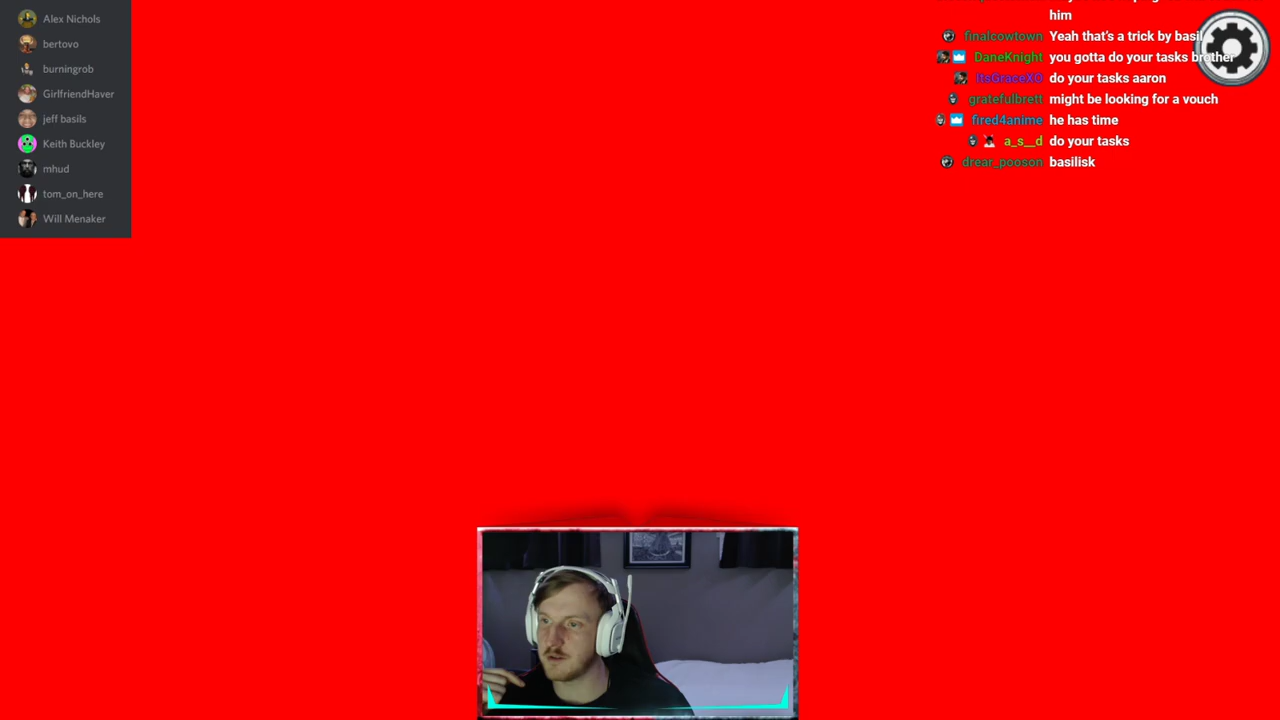 Alex Nichols
bertovo
burningrob
GirlfriendHaver
jeff basils
Keith Buckley
mhud
tom_on_here
Will Menaker
him
finalcowtown Yeah that's a trick by basil
DaneKnight you gotta do your tasks brother
ItsGraceXO do your tasks aaron
gratefulbrett might be looking for a vouch
fired4anime he has time
a_s__d do your tasks
drear_pooson basilisk